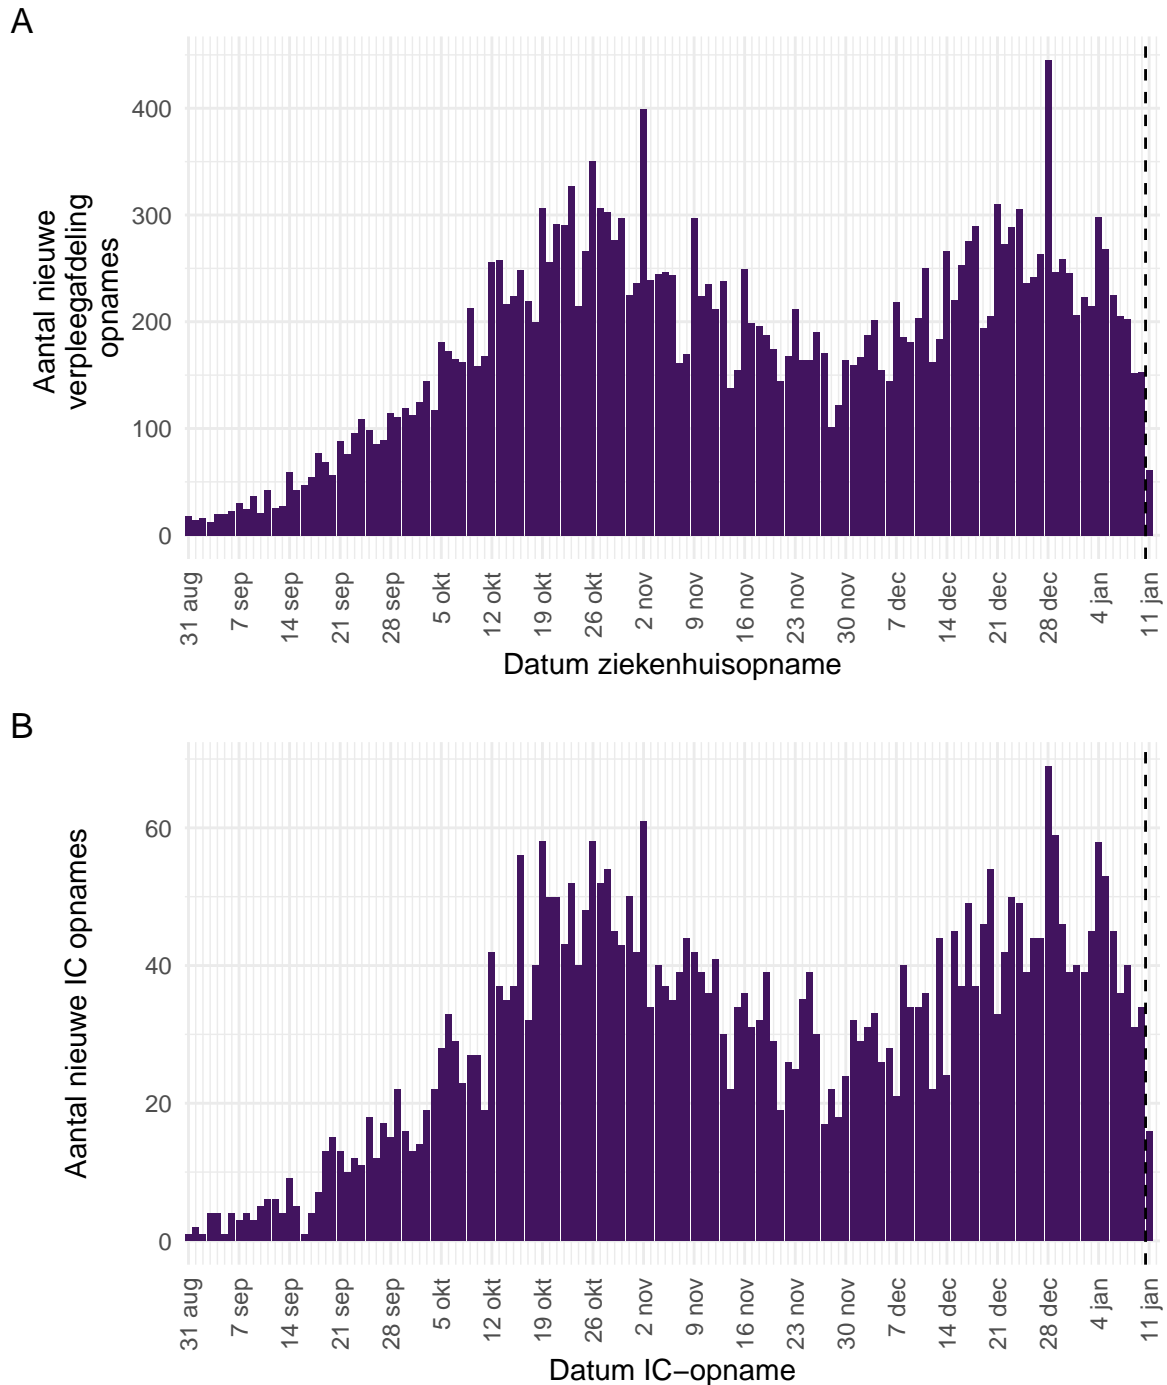 A
Aantal nieuwe
verpleegafdeling
opnames
400
300
200
100
0
31 aug
7 sep
14 sep
21 sep
28 sep
5 okt
12 okt
19 okt
26 okt
2 nov
9 nov
16 nov
23 nov
30 nov
7 dec
14 dec
21 dec
28 dec
4 jan
11 jan
Datum ziekenhuisopname
B
Aantal nieuwe IC opnames
60
40
20
0
31 aug
7 sep
14 sep
21 sep
28 sep
5 okt
12 okt
19 okt
26 okt
2 nov
9 nov
16 nov
23 nov
30 nov
7 dec
14 dec
21 dec
28 dec
4 jan
11 jan
Datum IC−opname